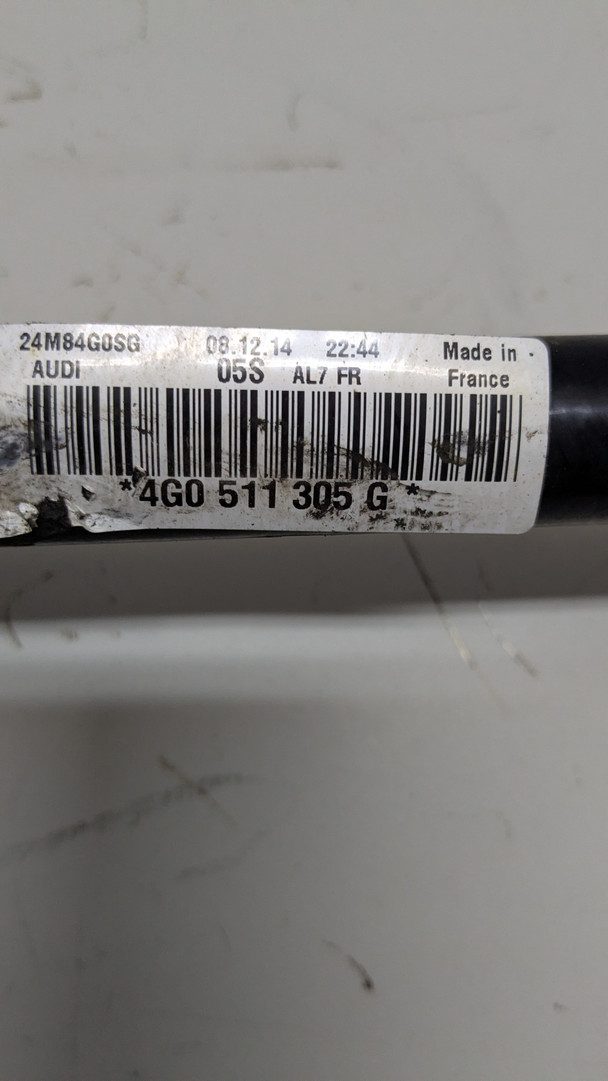 24M84G0SG 08.12.14 22:44 Made in
AUDI 05S AL7 FR France
*4G0 511 305 G *